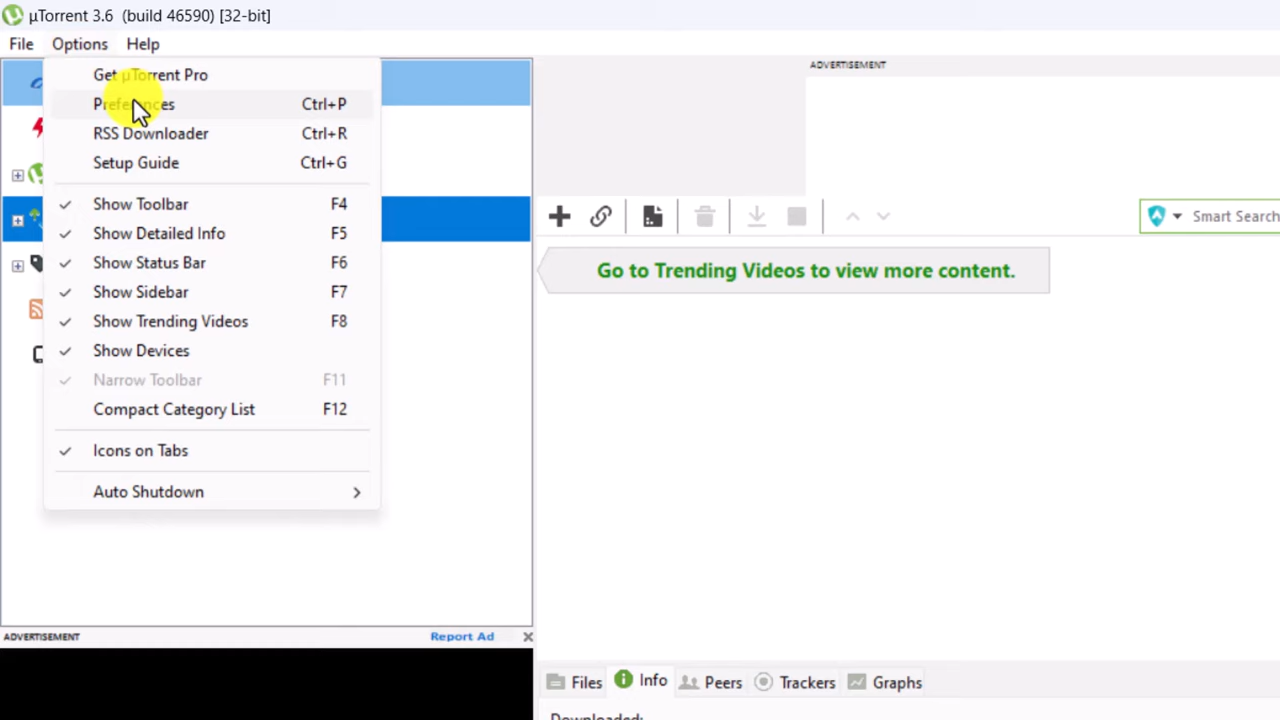 µTorrent 3.6 (build 46590) [32-bit]
File Options Help
Get µTorrent Pro
Preferences Ctrl+P
RSS Downloader Ctrl+R
Setup Guide Ctrl+G
Show Toolbar F4
Show Detailed Info F5
Show Status Bar F6
Show Sidebar F7
Show Trending Videos F8
Show Devices
Narrow Toolbar F11
Compact Category List F12
Icons on Tabs
Auto Shutdown
ADVERTISEMENT
Smart Search
Go to Trending Videos to view more content.
ADVERTISEMENT Report Ad
Files Info Peers Trackers Graphs
Downloaded: